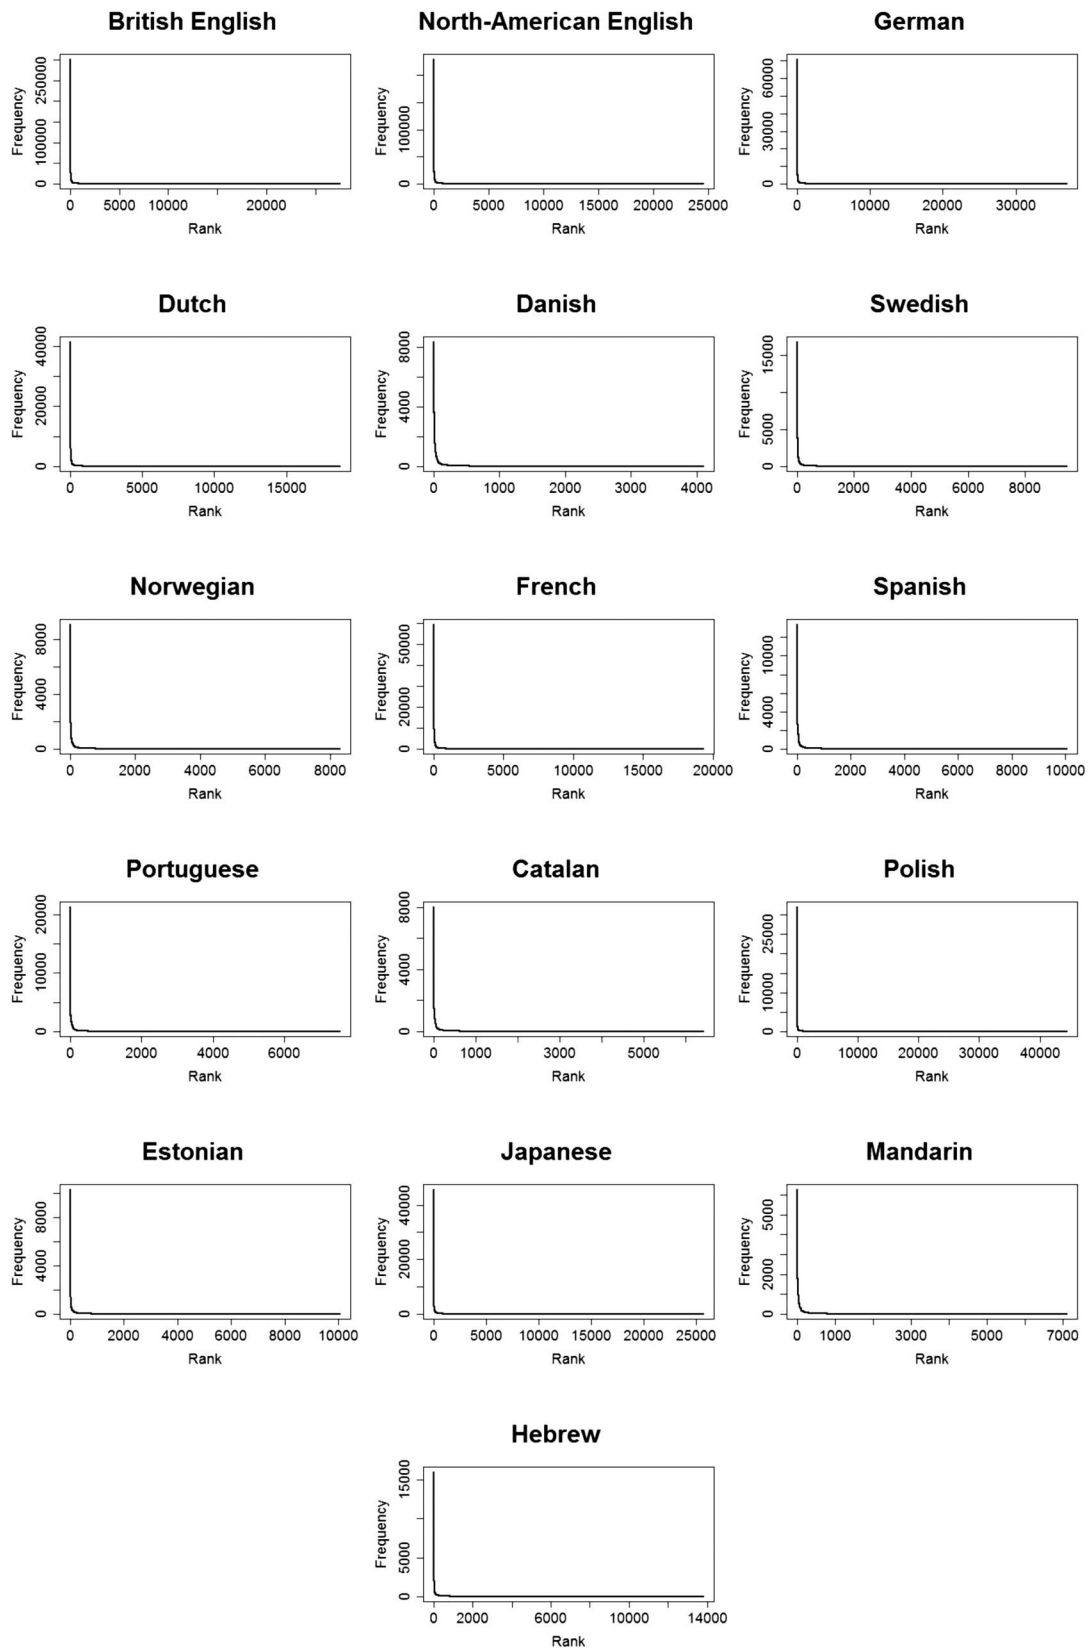 British English
North-American English
German
Frequency
0 100000 250000
0 5000 10000 20000
Rank
Frequency
0 100000
0 5000 10000 15000 20000 25000
Rank
Frequency
0 30000 60000
0 10000 20000 30000
Rank
Dutch
Danish
Swedish
Frequency
0 20000 40000
0 5000 10000 15000
Rank
Frequency
0 4000 8000
0 1000 2000 3000 4000
Rank
Frequency
0 5000 15000
0 2000 4000 6000 8000
Rank
Norwegian
French
Spanish
Frequency
0 4000 8000
0 2000 4000 6000 8000
Rank
Frequency
0 20000 50000
0 5000 10000 15000 20000
Rank
Frequency
0 4000 10000
0 2000 4000 6000 8000 10000
Rank
Portuguese
Catalan
Polish
Frequency
0 10000 20000
0 2000 4000 6000
Rank
Frequency
0 4000 8000
0 1000 3000 5000
Rank
Frequency
0 10000 25000
0 10000 20000 30000 40000
Rank
Estonian
Japanese
Mandarin
Frequency
0 4000 8000
0 2000 4000 6000 8000 10000
Rank
Frequency
0 20000 40000
0 5000 10000 15000 20000 25000
Rank
Frequency
0 2000 5000
0 1000 3000 5000 7000
Rank
Hebrew
Frequency
0 5000 15000
0 2000 6000 10000 14000
Rank